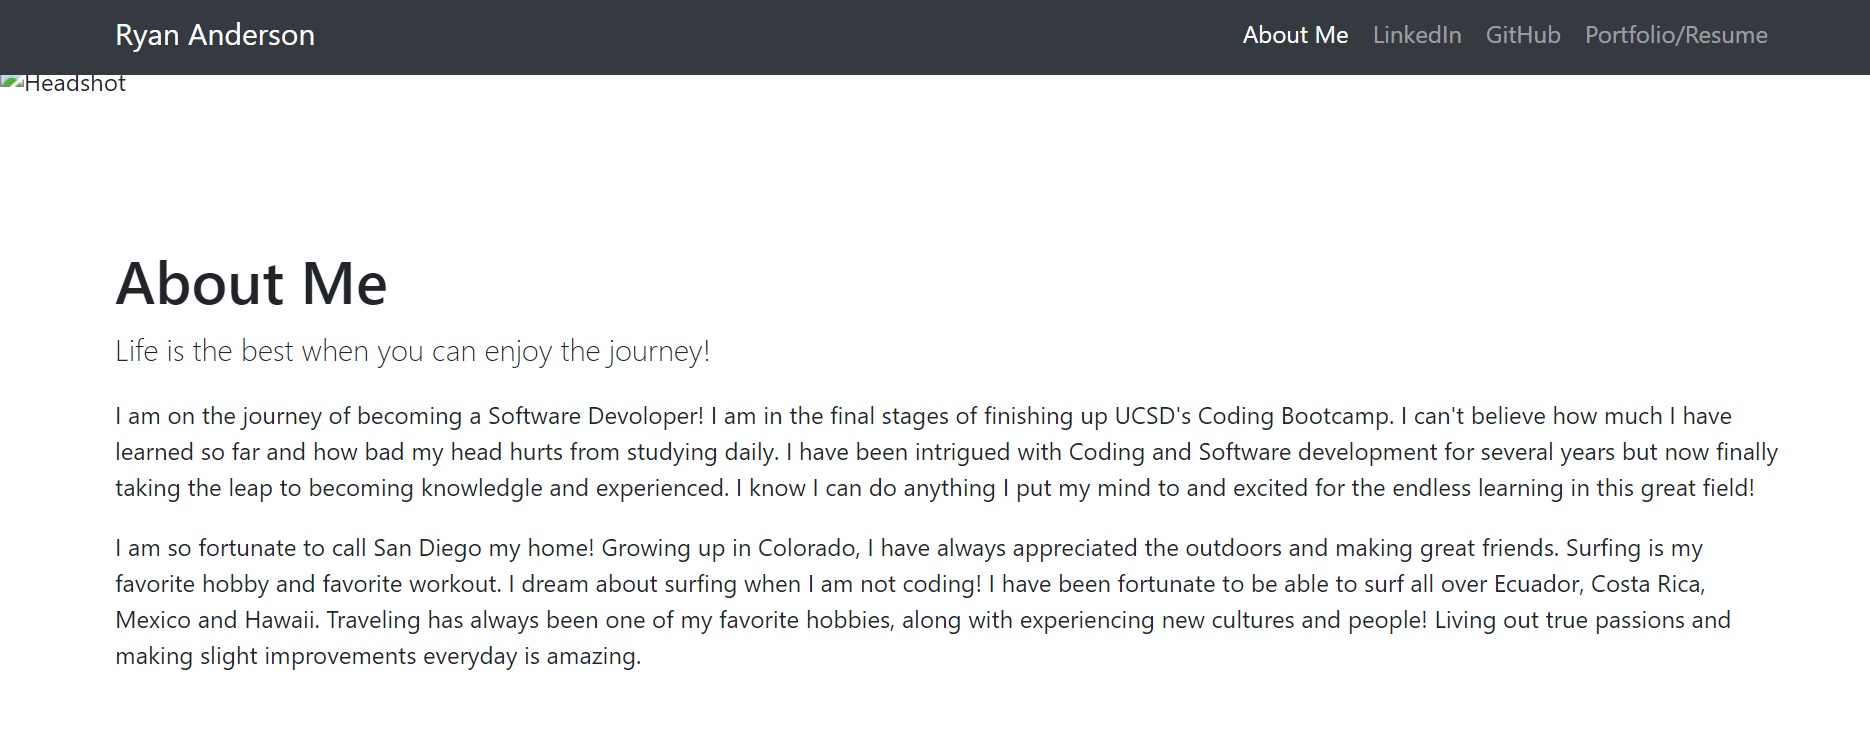 Ryan Anderson
About Me LinkedIn GitHub Portfolio/Resume
Headshot
About Me
Life is the best when you can enjoy the journey!
I am on the journey of becoming a Software Devoloper! I am in the final stages of finishing up UCSD's Coding Bootcamp. I can't believe how much I have
learned so far and how bad my head hurts from studying daily. I have been intrigued with Coding and Software development for several years but now finally
taking the leap to becoming knowledgle and experienced. I know I can do anything I put my mind to and excited for the endless learning in this great field!
I am so fortunate to call San Diego my home! Growing up in Colorado, I have always appreciated the outdoors and making great friends. Surfing is my
favorite hobby and favorite workout. I dream about surfing when I am not coding! I have been fortunate to be able to surf all over Ecuador, Costa Rica,
Mexico and Hawaii. Traveling has always been one of my favorite hobbies, along with experiencing new cultures and people! Living out true passions and
making slight improvements everyday is amazing.